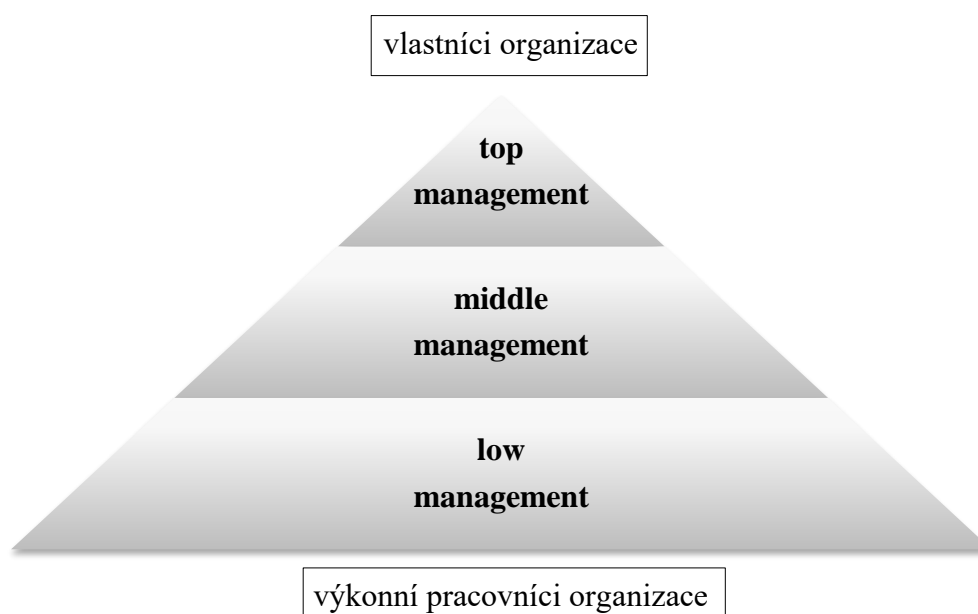 vlastníci organizace
top
management
middle
management
low
management
výkonní pracovníci organizace